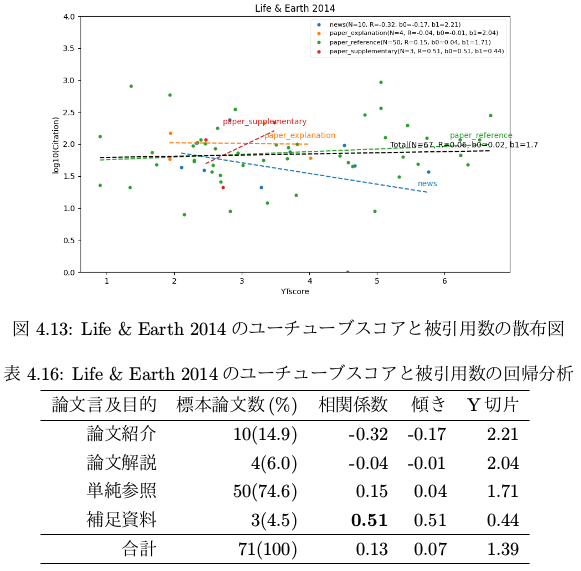 Life & Earth 2014
news(N=10, R=-0.32, b0=-0.17, b1=2.21)
paper_explanation(N=4, R=-0.04, b0=-0.01, b1=2.04)
paper_reference(N=50, R=0.15, b0=0.04, b1=1.71)
paper_supplementary(N=3, R=0.51, b0=0.51, b1=0.44)
4.0
3.5
3.0
2.5
2.0
1.5
1.0
0.5
0.0
log10(Citation)
paper_supplementary
paper_explanation
paper_reference
Total(N=67, R=0.06, b0=0.02, b1=1.7
news
1 2 3 4 5 6
YTscore
図 4.13: Life & Earth 2014 のユーチューブスコアと被引用数の散布図
表 4.16: Life & Earth 2014 のユーチューブスコアと被引用数の回帰分析
論文言及目的 標本論文数 (%) 相関係数 傾き Y 切片
論文紹介 10(14.9) -0.32 -0.17 2.21
論文解説 4(6.0) -0.04 -0.01 2.04
単純参照 50(74.6) 0.15 0.04 1.71
補足資料 3(4.5) 0.51 0.51 0.44
合計 71(100) 0.13 0.07 1.39